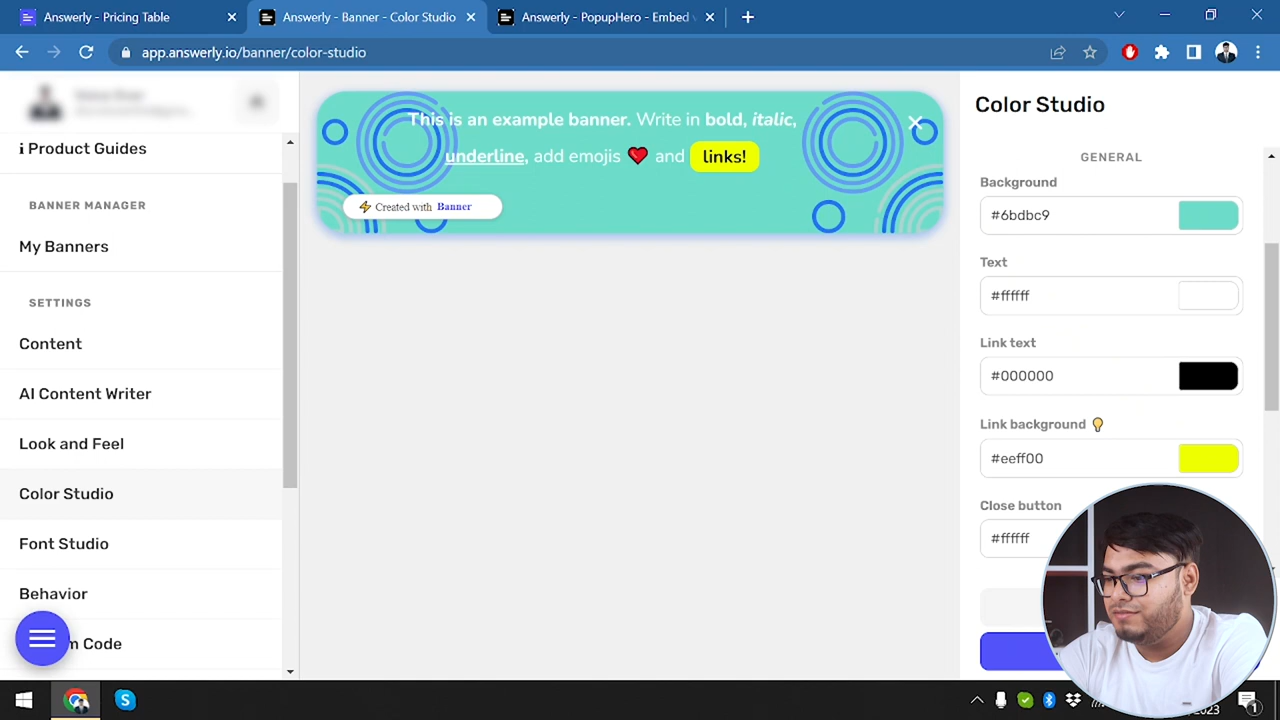 Answerly - Pricing Table
Answerly - Banner - Color Studio
Answerly - PopupHero - Embed
app.answerly.io/banner/color-studio
Product Guides
BANNER MANAGER
My Banners
SETTINGS
Content
AI Content Writer
Look and Feel
Color Studio
Font Studio
Behavior
m Code
This is an example banner. Write in bold, italic,
underline, add emojis ❤️ and links!
⚡ Created with Banner
Color Studio
GENERAL
Background
#6bdbc9
Text
#ffffff
Link text
#000000
Link background 💡
#eeff00
Close button
#ffffff
2023
1